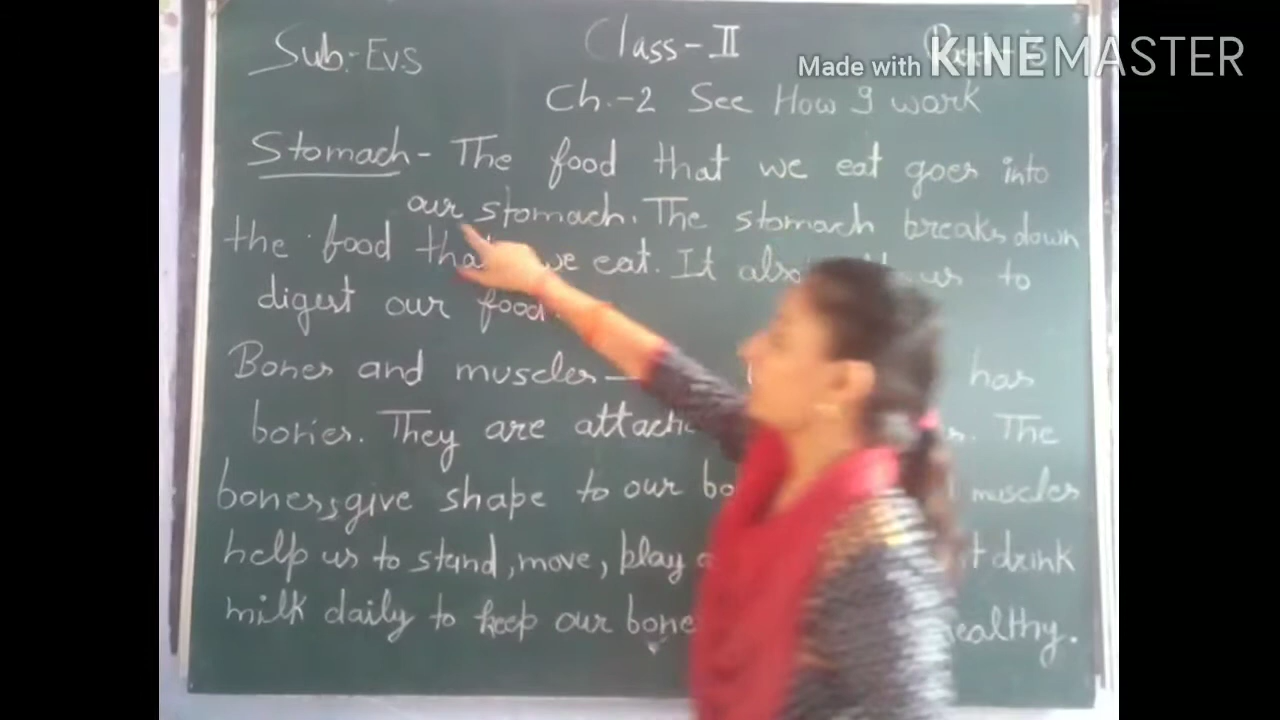 Sub.-Evs
Class-II
Made with KINEMASTER
Ch.-2 See How I work
Stomach- The food that we eat goes into
our stomach. The stomach breaks down
the food that we eat. It also us to
digest our food.
Bones and muscles- has
bones. They are The
bones, give shape to our muscles
help us to stand, move, play drink
milk daily to keep our healthy.